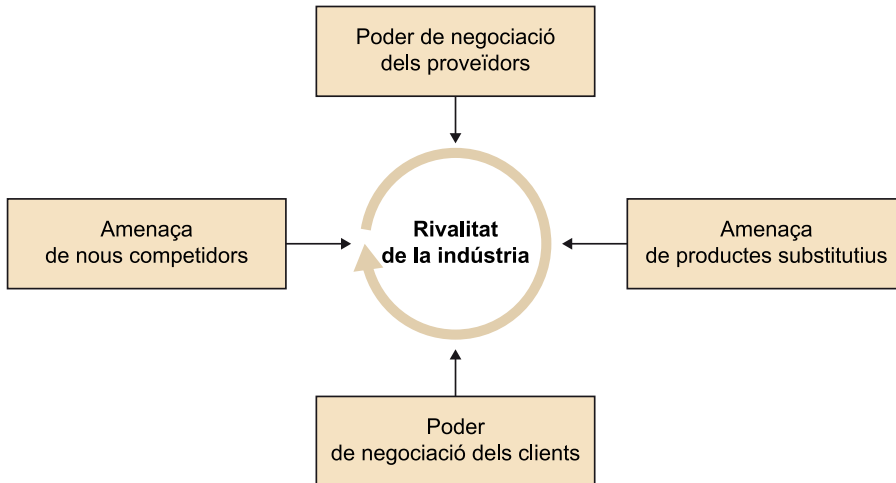 Poder de negociació
dels proveïdors
Amenaça
de nous competidors
Rivalitat
de la indústria
Amenaça
de productes substitutius
Poder
de negociació dels clients